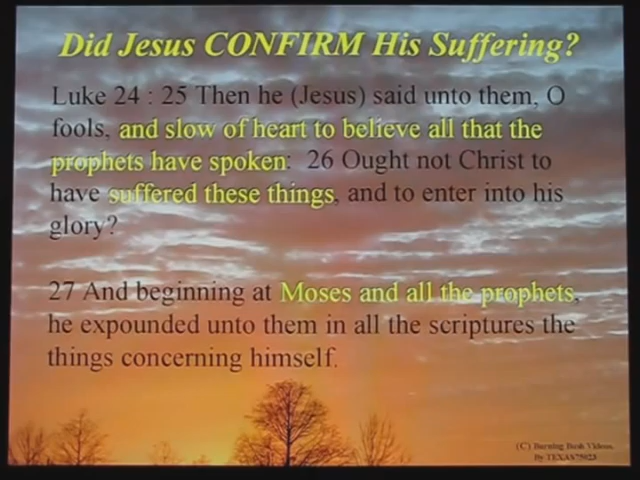 Did Jesus CONFIRM His Suffering?
Luke 24 : 25 Then he (Jesus) said unto them, O
fools, and slow of heart to believe all that the
prophets have spoken: 26 Ought not Christ to
have suffered these things, and to enter into his
glory?
27 And beginning at Moses and all the prophets,
he expounded unto them in all the scriptures the
things concerning himself.
(C) Burning Bush Videos
By TEXAS75025